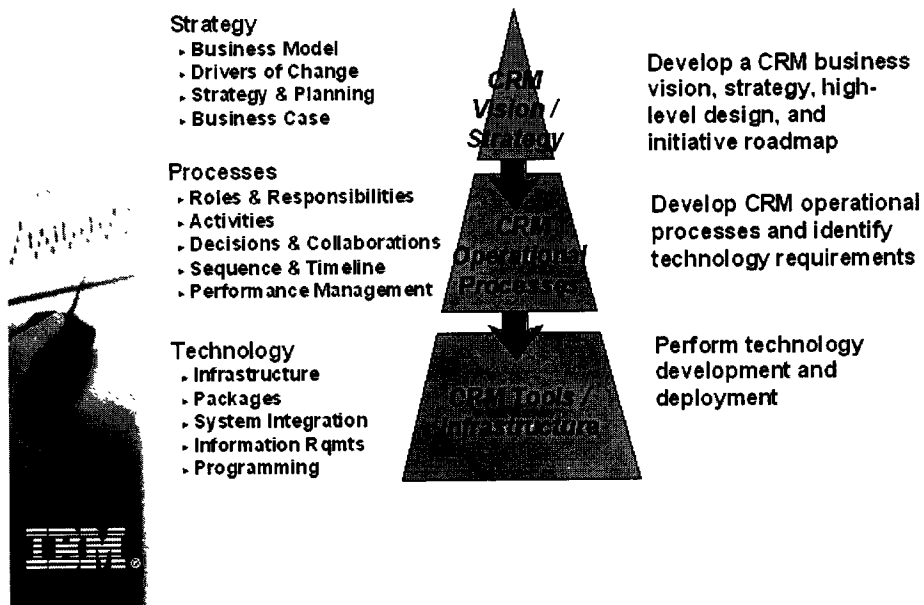 Strategy
▸ Business Model
▸ Drivers of Change
▸ Strategy & Planning
▸ Business Case
CRM
Vision /
Strategy
Develop a CRM business
vision, strategy, high-
level design, and
initiative roadmap
Processes
▸ Roles & Responsibilities
▸ Activities
▸ Decisions & Collaborations
▸ Sequence & Timeline
▸ Performance Management
CRM
Operational
Processes
Develop CRM operational
processes and identify
technology requirements
Technology
▸ Infrastructure
▸ Packages
▸ System Integration
▸ Information Rqmts
▸ Programming
CRM Tools /
Infrastructure
Perform technology
development and
deployment
IBM®